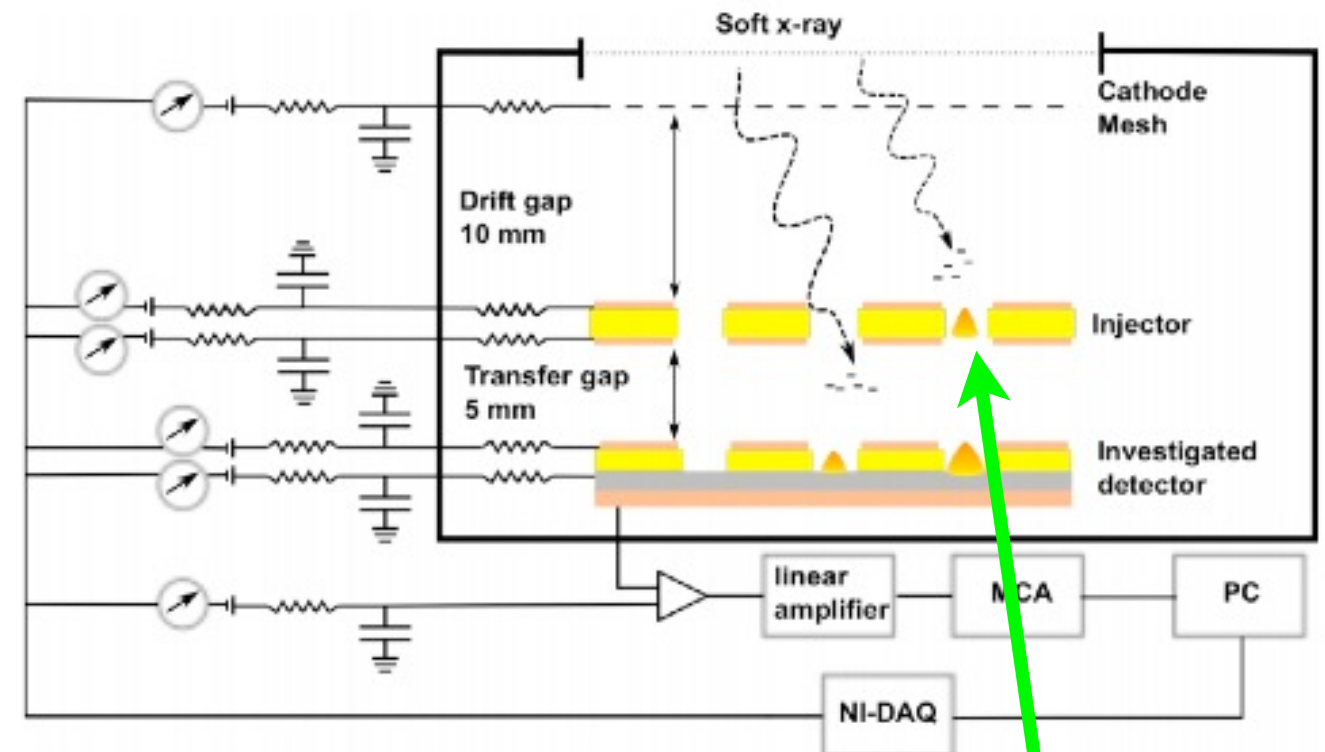 Soft x-ray
Cathode
Mesh
Drift gap
10 mm
Injector
Transfer gap
5 mm
Investigated
detector
linear
amplifier
MCA
PC
NI-DAQ